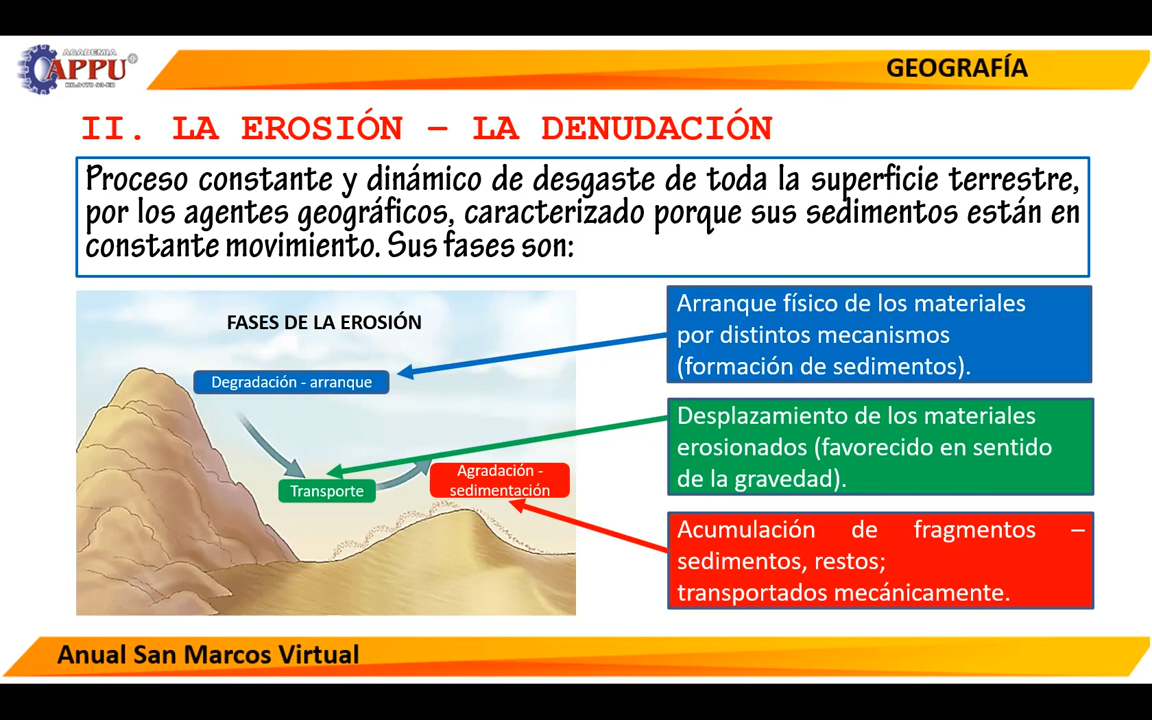 ACADEMIA
APPU
GEOGRAFÍA
II. LA EROSIÓN – LA DENUDACIÓN
Proceso constante y dinámico de desgaste de toda la superficie terrestre,
por los agentes geográficos, caracterizado porque sus sedimentos están en
constante movimiento. Sus fases son:
FASES DE LA EROSIÓN
Degradación - arranque
Transporte
Agradación -
sedimentación
Arranque físico de los materiales
por distintos mecanismos
(formación de sedimentos).
Desplazamiento de los materiales
erosionados (favorecido en sentido
de la gravedad).
Acumulación de fragmentos –
sedimentos, restos;
transportados mecánicamente.
Anual San Marcos Virtual